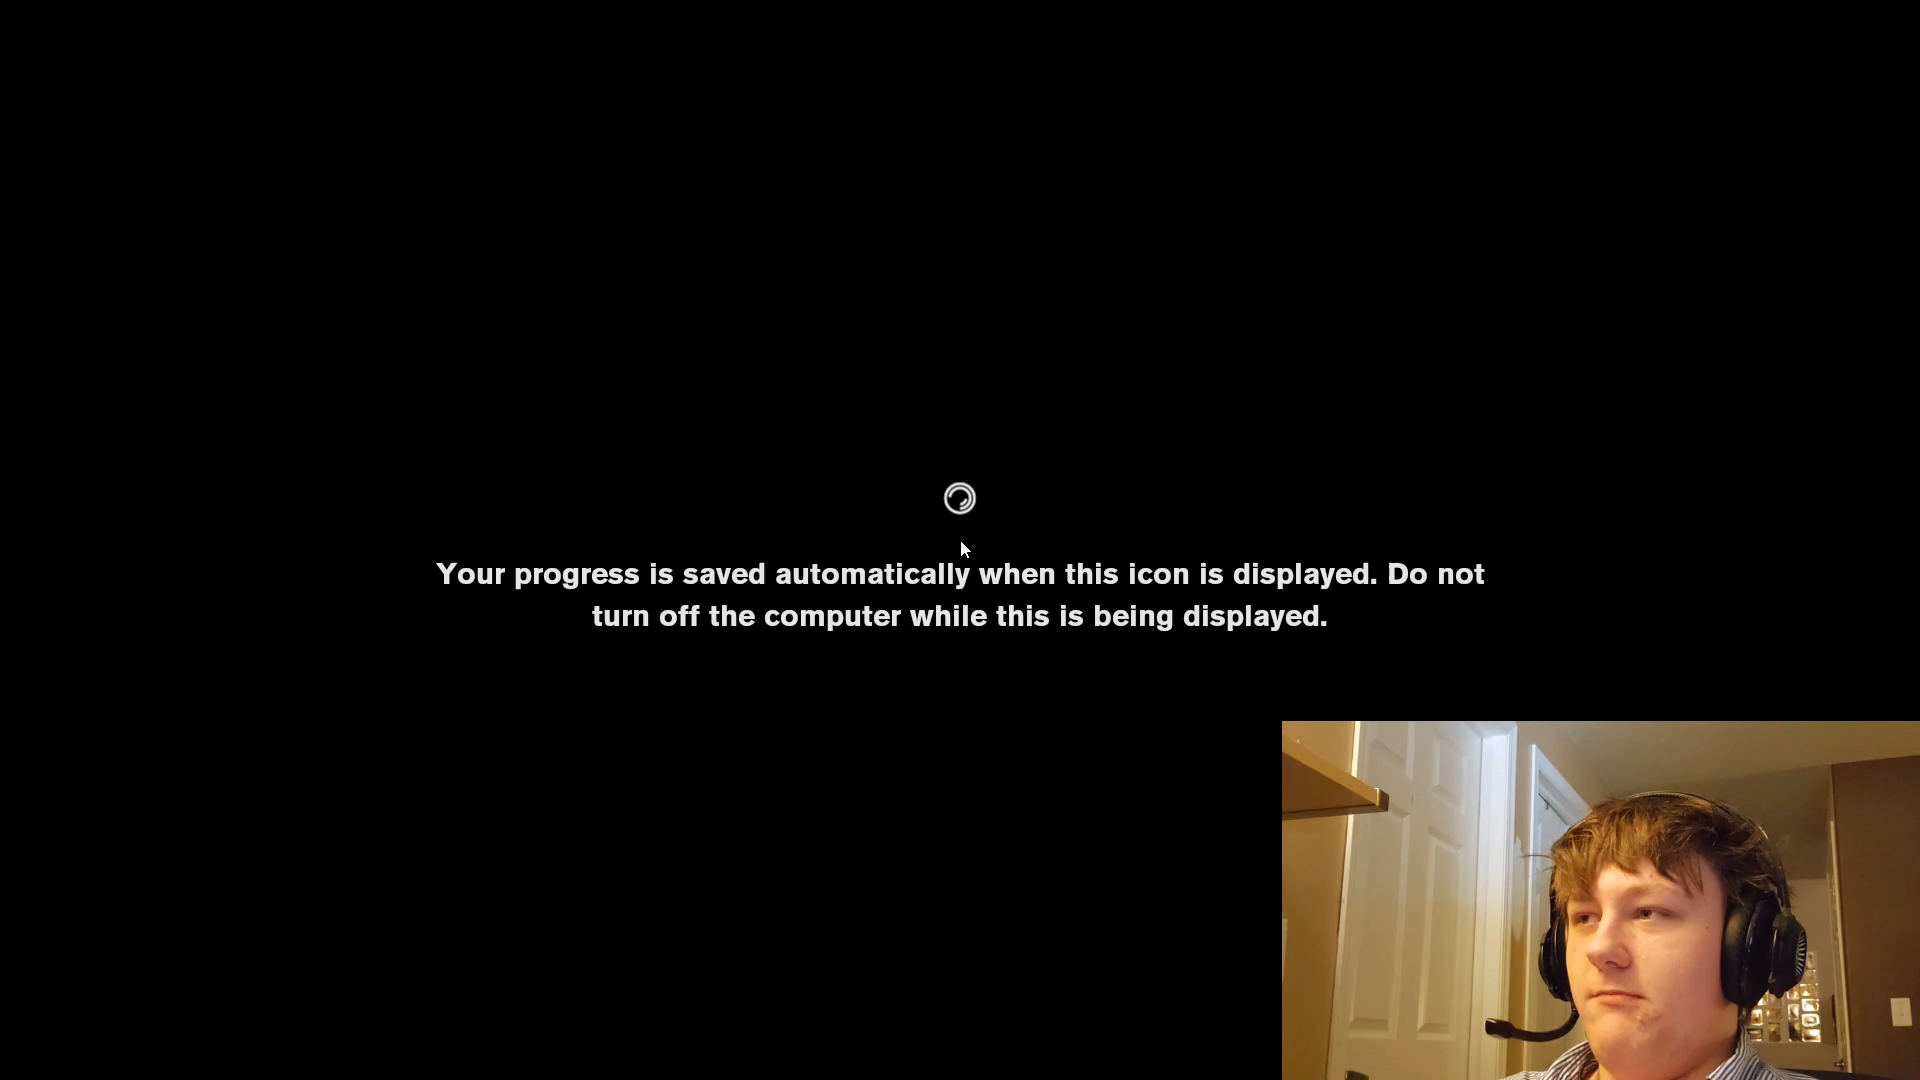 Your progress is saved automatically when this icon is displayed. Do not
turn off the computer while this is being displayed.